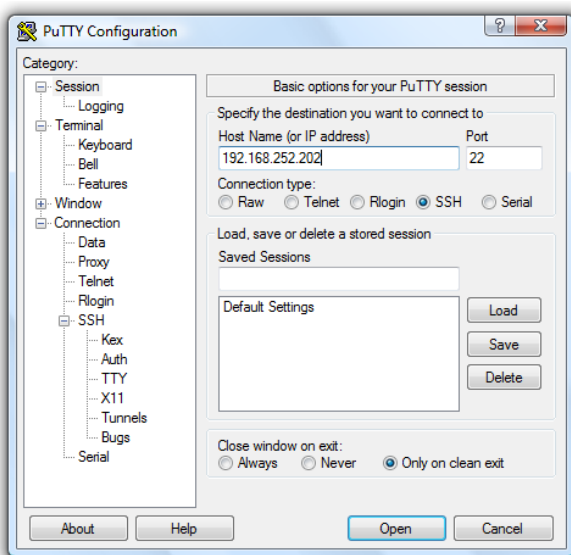 PuTTY Configuration
Category:
Session
Logging
Terminal
Keyboard
Bell
Features
Window
Connection
Data
Proxy
Telnet
Rlogin
SSH
Kex
Auth
TTY
X11
Tunnels
Bugs
Serial
Basic options for your PuTTY session
Specify the destination you want to connect to
Host Name (or IP address) Port
192.168.252.202 22
Connection type:
Raw Telnet Rlogin SSH Serial
Load, save or delete a stored session
Saved Sessions
Default Settings
Load
Save
Delete
Close window on exit:
Always Never Only on clean exit
About Help Open Cancel